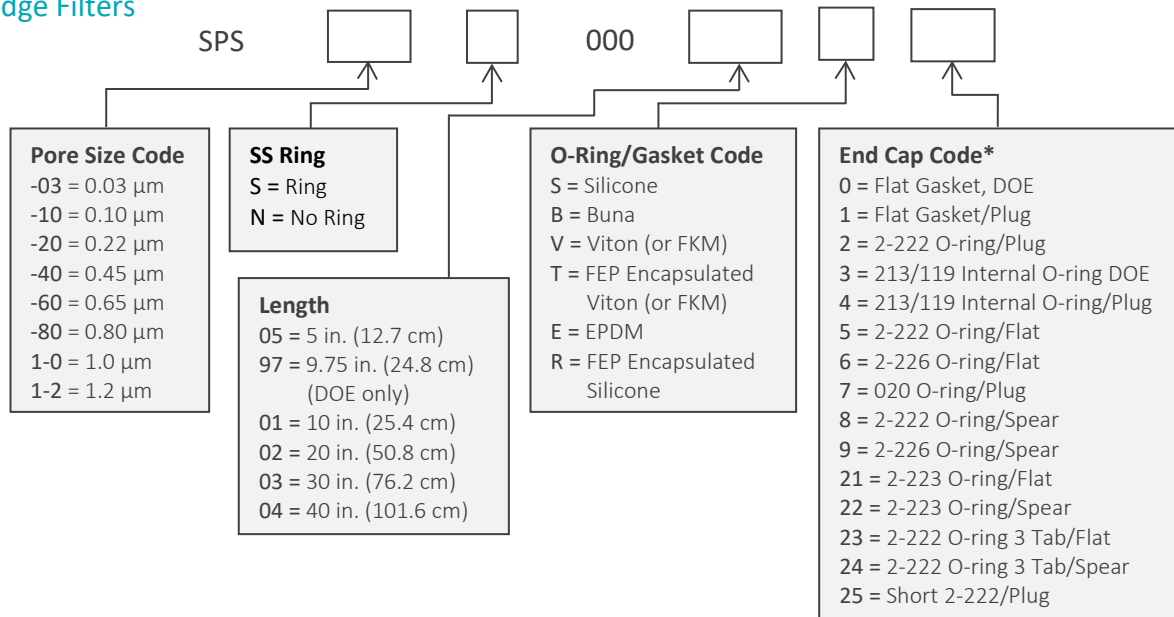 dge Filters
SPS 000
Pore Size Code
-03 = 0.03 µm
-10 = 0.10 µm
-20 = 0.22 µm
-40 = 0.45 µm
-60 = 0.65 µm
-80 = 0.80 µm
1-0 = 1.0 µm
1-2 = 1.2 µm
SS Ring
S = Ring
N = No Ring
Length
05 = 5 in. (12.7 cm)
97 = 9.75 in. (24.8 cm)
(DOE only)
01 = 10 in. (25.4 cm)
02 = 20 in. (50.8 cm)
03 = 30 in. (76.2 cm)
04 = 40 in. (101.6 cm)
O-Ring/Gasket Code
S = Silicone
B = Buna
V = Viton (or FKM)
T = FEP Encapsulated
Viton (or FKM)
E = EPDM
R = FEP Encapsulated
Silicone
End Cap Code*
0 = Flat Gasket, DOE
1 = Flat Gasket/Plug
2 = 2-222 O-ring/Plug
3 = 213/119 Internal O-ring DOE
4 = 213/119 Internal O-ring/Plug
5 = 2-222 O-ring/Flat
6 = 2-226 O-ring/Flat
7 = 020 O-ring/Plug
8 = 2-222 O-ring/Spear
9 = 2-226 O-ring/Spear
21 = 2-223 O-ring/Flat
22 = 2-223 O-ring/Spear
23 = 2-222 O-ring 3 Tab/Flat
24 = 2-222 O-ring 3 Tab/Spear
25 = Short 2-222/Plug